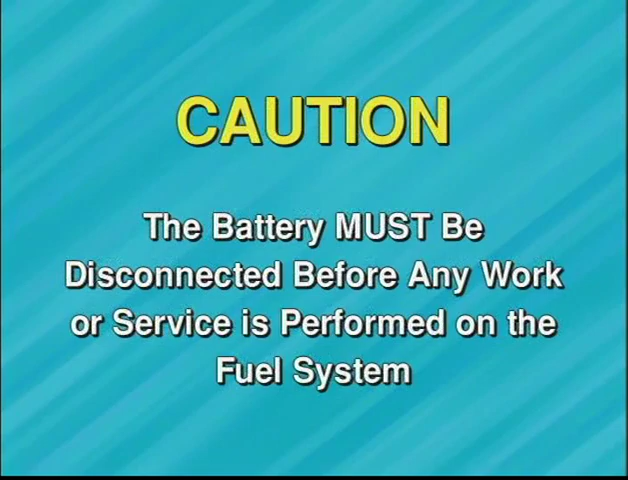 CAUTION
The Battery MUST Be
Disconnected Before Any Work
or Service is Performed on the
Fuel System